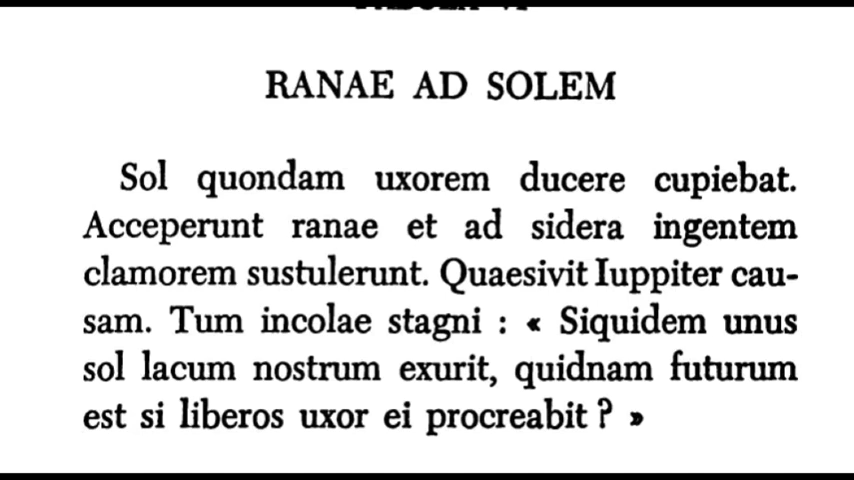 RANAE AD SOLEM
Sol quondam uxorem ducere cupiebat.
Acceperunt ranae et ad sidera ingentem
clamorem sustulerunt. Quaesivit Iuppiter cau-
sam. Tum incolae stagni : « Siquidem unus
sol lacum nostrum exurit, quidnam futurum
est si liberos uxor ei procreabit ? »